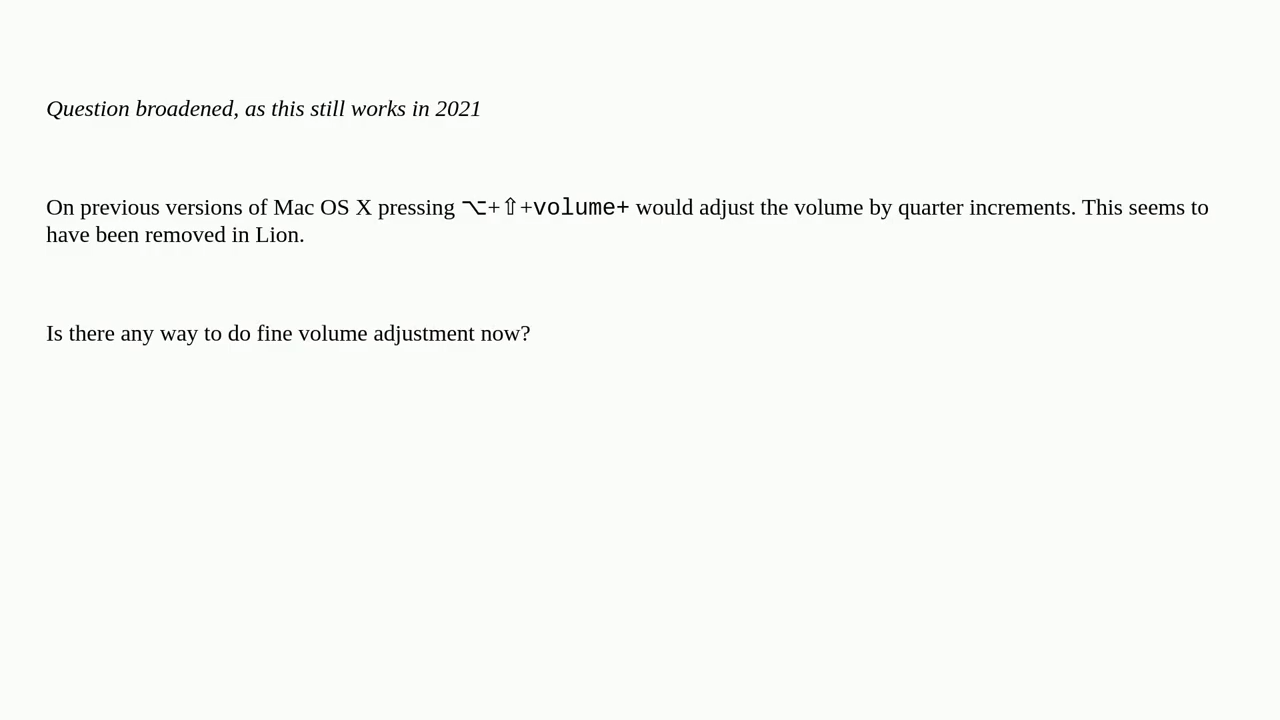 Question broadened, as this still works in 2021
On previous versions of Mac OS X pressing ⌥+⇧+volume+ would adjust the volume by quarter increments. This seems to
have been removed in Lion.
Is there any way to do fine volume adjustment now?